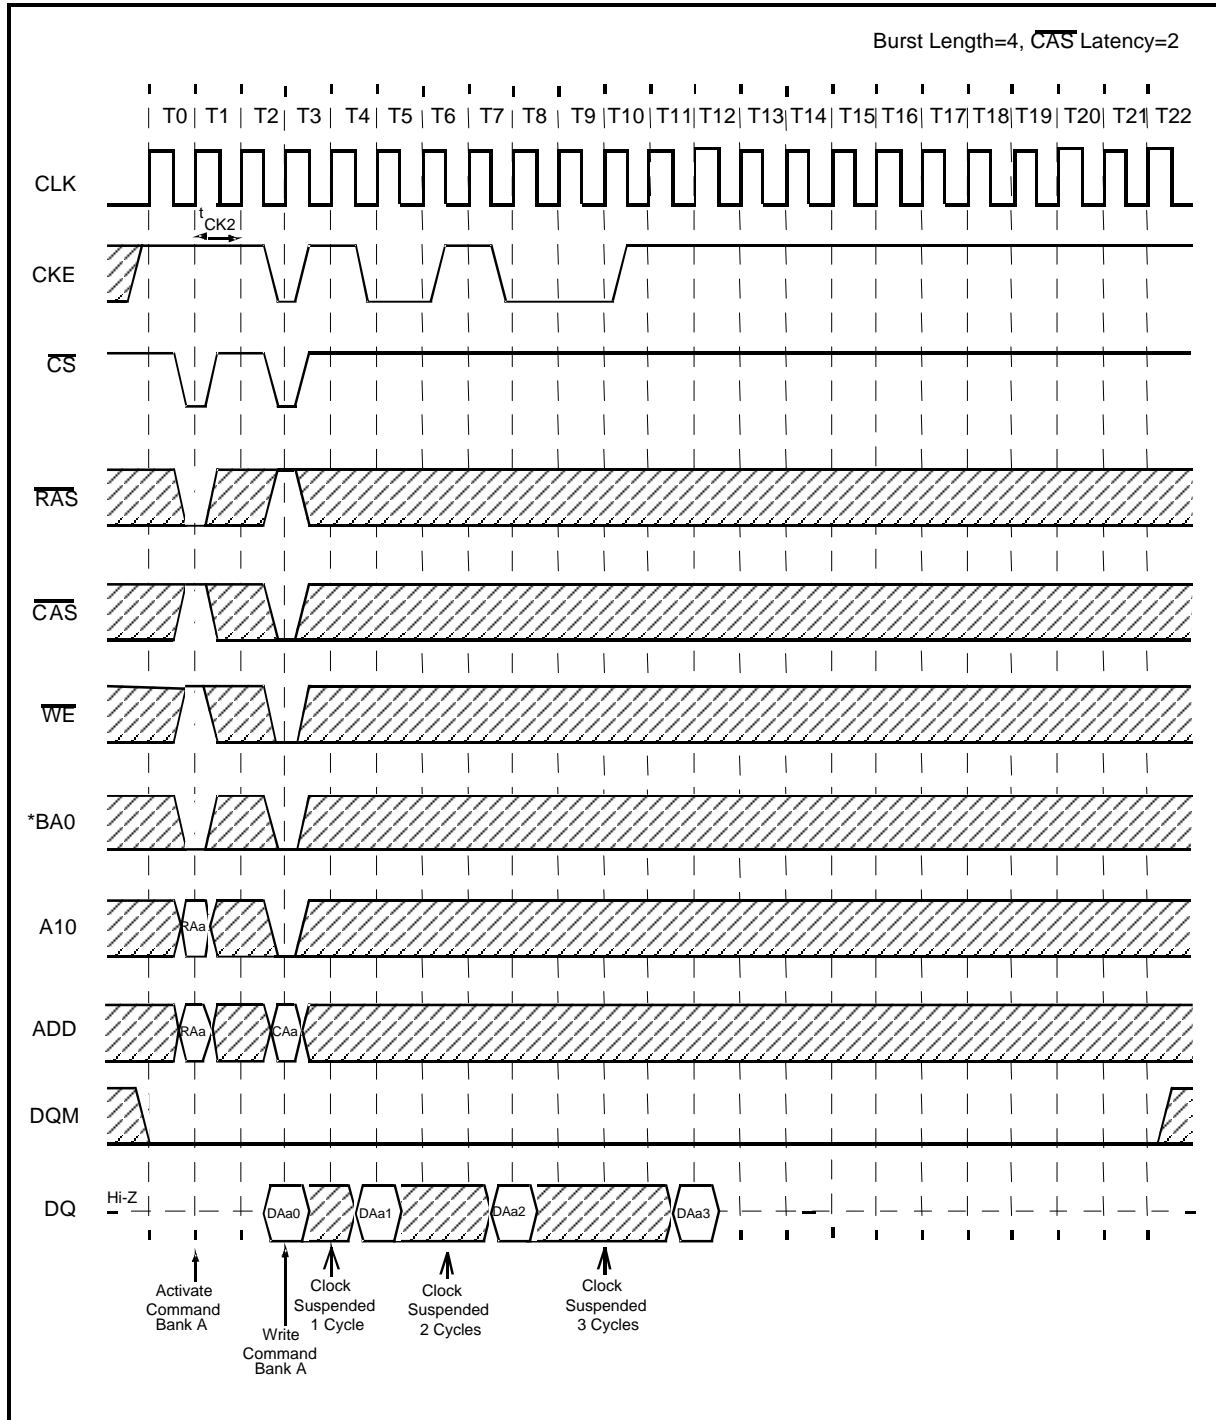 Burst Length=4, CAS Latency=2
T0 T1 T2 T3 T4 T5 T6 T7 T8 T9 T10 T11 T12 T13 T14 T15 T16 T17 T18 T19 T20 T21 T22
CLK
tCK2
CKE
CS
RAS
CAS
WE
*BA0
A10
RAa
ADD
RAa CAa
DQM
DQ
Hi-Z
DAa0 DAa1 DAa2 DAa3
Activate
Command
Bank A
Write
Command
Bank A
Clock
Suspended
1 Cycle
Clock
Suspended
2 Cycles
Clock
Suspended
3 Cycles